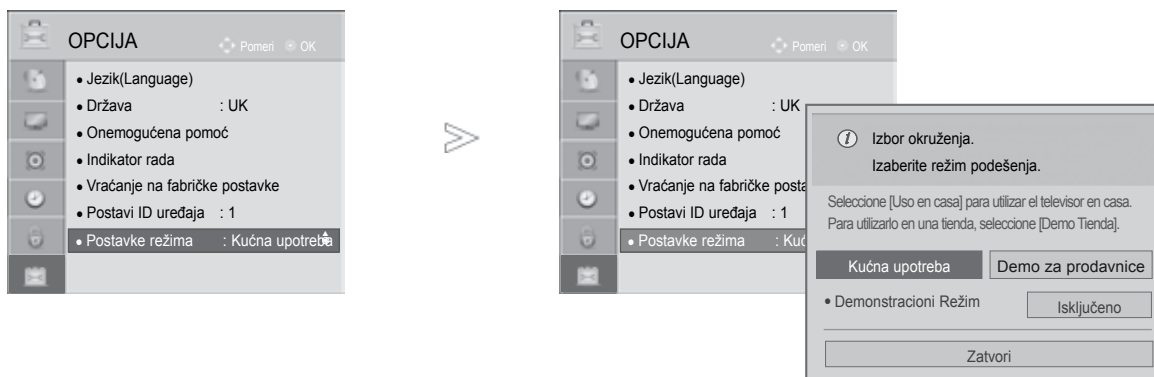 OPCIJA Pomeri OK
• Jezik(Language)
• Država : UK
• Onemogućena pomoć
• Indikator rada
• Vraćanje na fabričke postavke
• Postavi ID uređaja : 1
• Postavke režima : Kućna upotreba
OPCIJA Pomeri OK
• Jezik(Language)
• Država : UK
• Onemogućena pomoć
• Indikator rada
• Vraćanje na fabričke posta
• Postavi ID uređaja : 1
• Postavke režima : Kuć
Izbor okruženja.
Izaberite režim podešenja.
Seleccione [Uso en casa] para utilizar el televisor en casa.
Para utilizarlo en una tienda, seleccione [Demo Tienda].
Kućna upotreba Demo za prodavnice
• Demonstracioni Režim Isključeno
Zatvori